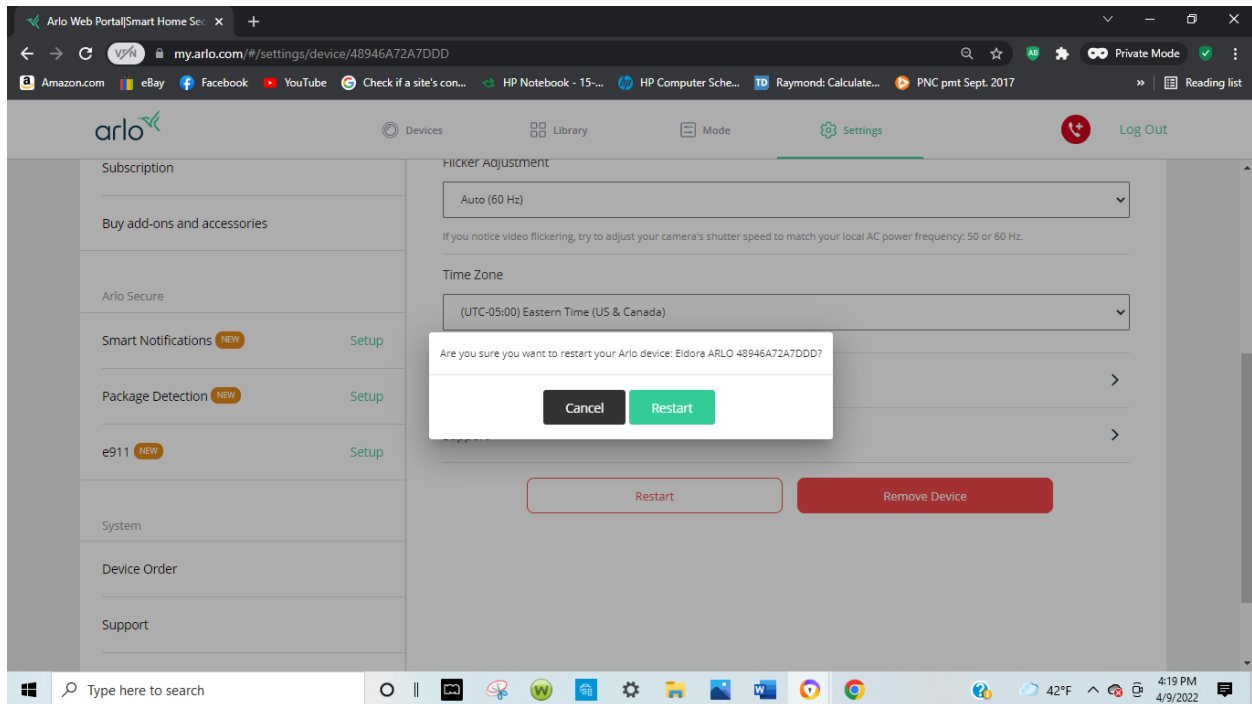 Arlo Web Portal|Smart Home Sec
VPN my.arlo.com/#/settings/device/48946A72A7DDD AB Private Mode
Amazon.com eBay Facebook YouTube Check if a site's con... HP Notebook - 15-... HP Computer Sche... TD Raymond: Calculate... PNC pmt Sept. 2017 » Reading list
arlo Devices Library Mode Settings Log Out
Subscription
Buy add-ons and accessories
Arlo Secure
Smart Notifications NEW Setup
Package Detection NEW Setup
e911 NEW Setup
System
Device Order
Support
Flicker Adjustment
Auto (60 Hz)
If you notice video flickering, try to adjust your camera's shutter speed to match your local AC power frequency: 50 or 60 Hz.
Time Zone
(UTC-05:00) Eastern Time (US & Canada)
Are you sure you want to restart your Arlo device: Eldora ARLO 48946A72A7DDD?
Cancel Restart
Support
Restart Remove Device
Type here to search 42°F 4:19 PM
4/9/2022